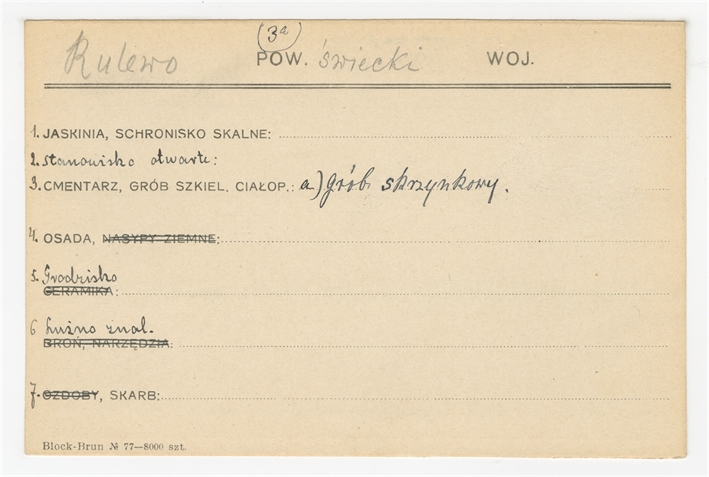 (3a)
Rulewo POW. świecki WOJ.
1. JASKINIA, SCHRONISKO SKALNE:
2. Stanowisko otwarte:
3. CMENTARZ, GRÓB SZKIEL. CIAŁOP.: a) grób skrzynkowy.
4. OSADA, NASYPY ZIEMNE:
5. Grodzisko
CERAMIKA:
6 Luźno znal.
BROŃ, NARZĘDZIA:
7. OZDOBY, SKARB:
Block-Brun № 77—8000 szt.